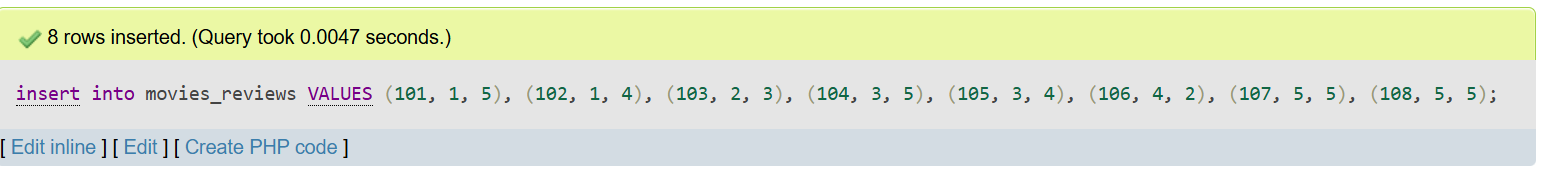 8 rows inserted. (Query took 0.0047 seconds.)
insert into movies_reviews VALUES (101, 1, 5), (102, 1, 4), (103, 2, 3), (104, 3, 5), (105, 3, 4), (106, 4, 2), (107, 5, 5), (108, 5, 5);
[ Edit inline ] [ Edit ] [ Create PHP code ]